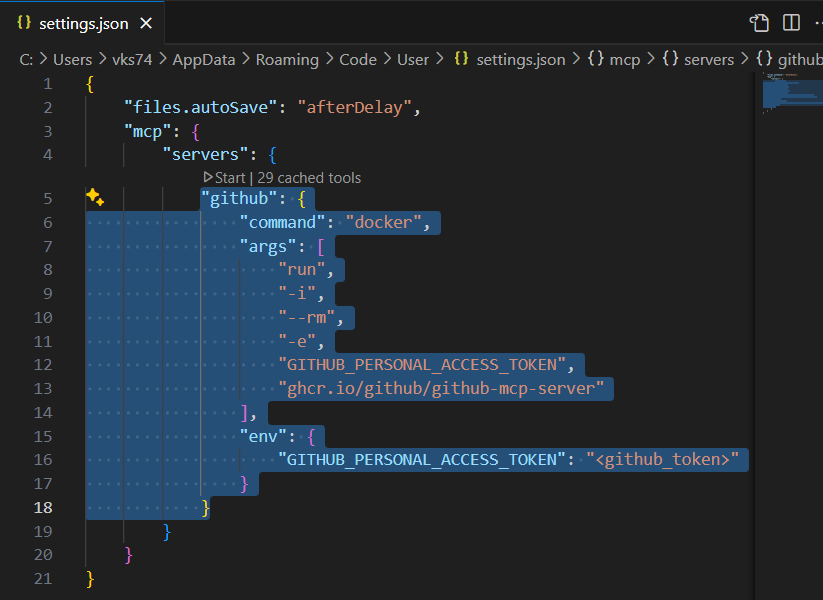 {} settings.json ×
C: > Users > vks74 > AppData > Roaming > Code > User > {} settings.json > {} mcp > {} servers > {} github
1 {
2 "files.autoSave": "afterDelay",
3 "mcp": {
4 "servers": {
Start | 29 cached tools
5 "github": {
6 "command": "docker",
7 "args": [
8 "run",
9 "-i",
10 "--rm",
11 "-e",
12 "GITHUB_PERSONAL_ACCESS_TOKEN",
13 "ghcr.io/github/github-mcp-server"
14 ],
15 "env": {
16 "GITHUB_PERSONAL_ACCESS_TOKEN": "<github_token>"
17 }
18 }
19 }
20 }
21 }